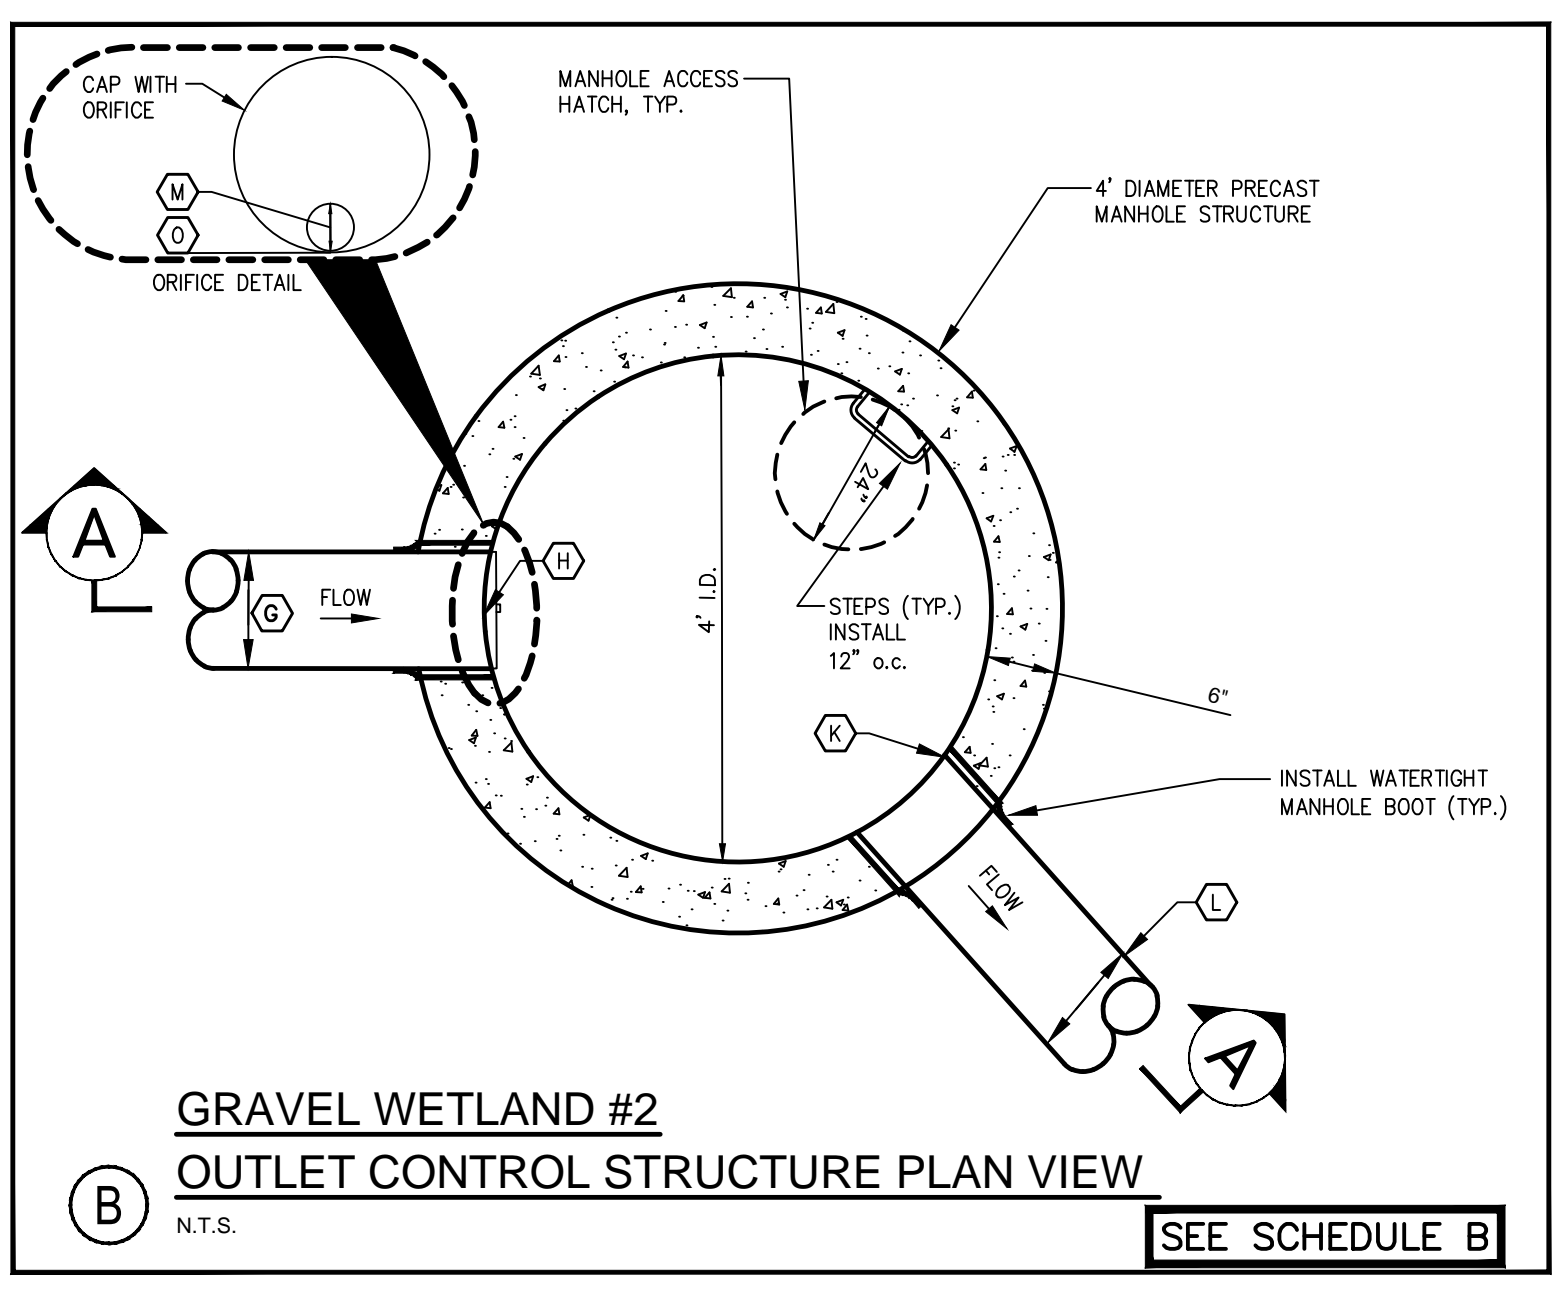 CAP WITH
ORIFICE
M
O
ORIFICE DETAIL
MANHOLE ACCESS
HATCH, TYP.
4' DIAMETER PRECAST
MANHOLE STRUCTURE
A
G
FLOW
H
4' I.D.
24"
STEPS (TYP.)
INSTALL
12" o.c.
6"
K
INSTALL WATERTIGHT
MANHOLE BOOT (TYP.)
FLOW
L
A
GRAVEL WETLAND #2
OUTLET CONTROL STRUCTURE PLAN VIEW
B
N.T.S.
SEE SCHEDULE B